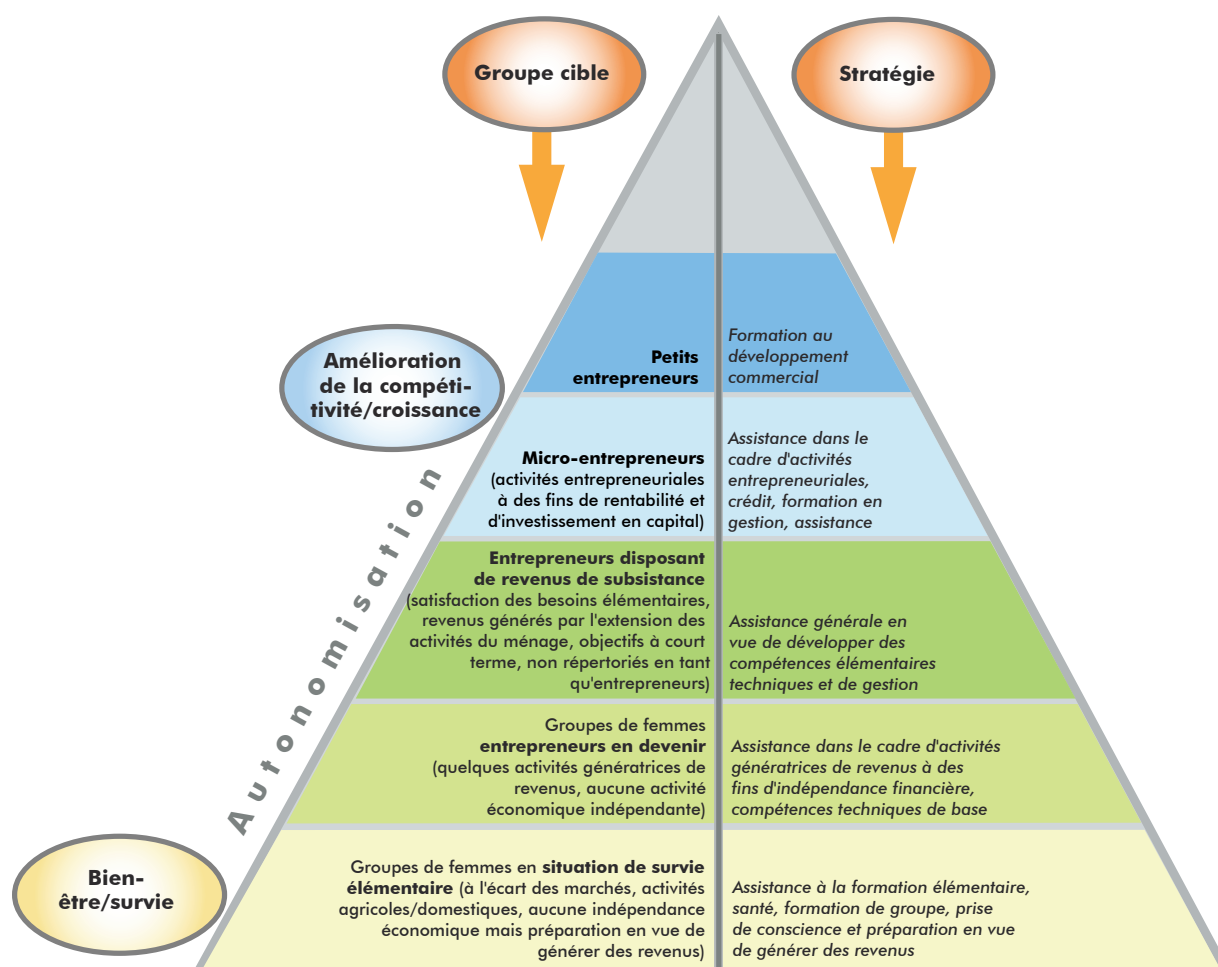 Groupe cible
Stratégie
Amélioration
de la compéti-
tivité/croissance
Petits
entrepreneurs
Formation au
développement
commercial
Micro-entrepreneurs
(activités entrepreneuriales
à des fins de rentabilité et
d'investissement en capital)
Assistance dans le
cadre d'activités
entrepreneuriales,
crédit, formation en
gestion, assistance
Autonomisation
Entrepreneurs disposant
de revenus de subsistance
(satisfaction des besoins élémentaires,
revenus générés par l'extension des
activités du ménage, objectifs à court
terme, non répertoriés en tant
qu'entrepreneurs)
Assistance générale en
vue de développer des
compétences élémentaires
techniques et de gestion
Groupes de femmes
entrepreneurs en devenir
(quelques activités génératrices de
revenus, aucune activité
économique indépendante)
Assistance dans le cadre d'activités
génératrices de revenus à des
fins d'indépendance financière,
compétences techniques de base
Bien-
être/survie
Groupes de femmes en situation de survie
élémentaire (à l'écart des marchés, activités
agricoles/domestiques, aucune indépendance
économique mais préparation en vue de
générer des revenus)
Assistance à la formation élémentaire,
santé, formation de groupe, prise
de conscience et préparation en vue
de générer des revenus